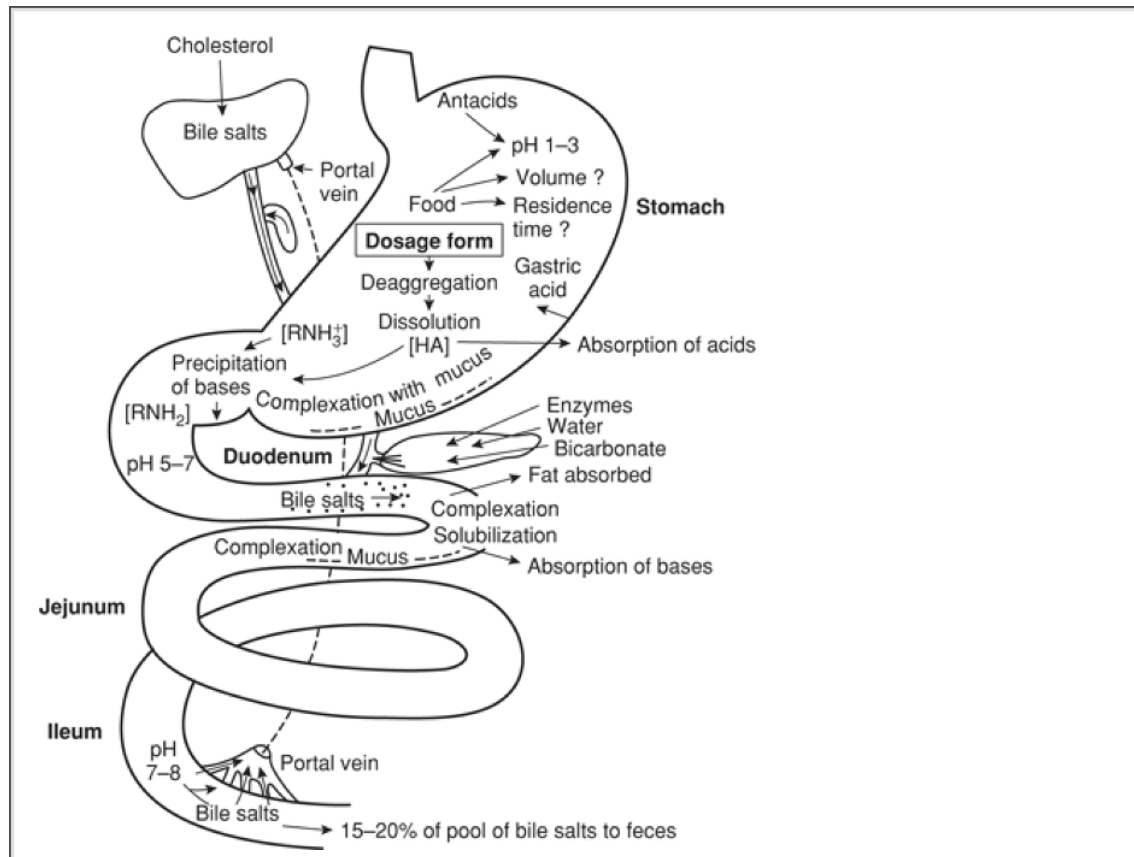 Cholesterol
Bile salts
Portal
vein
Antacids
pH 1–3
Volume ?
Food
Residence
time ?
Stomach
Dosage form
Deaggregation
Gastric
acid
Dissolution
[HA]
[RNH₃⁺]
Absorption of acids
Precipitation
of bases
[RNH₂]
Complexation with mucus
Mucus
Enzymes
Water
Bicarbonate
Duodenum
pH 5–7
Fat absorbed
Bile salts
Complexation
Solubilization
Complexation
Mucus
Absorption of bases
Jejunum
Ileum
pH
7–8
Portal vein
Bile salts
15–20% of pool of bile salts to feces